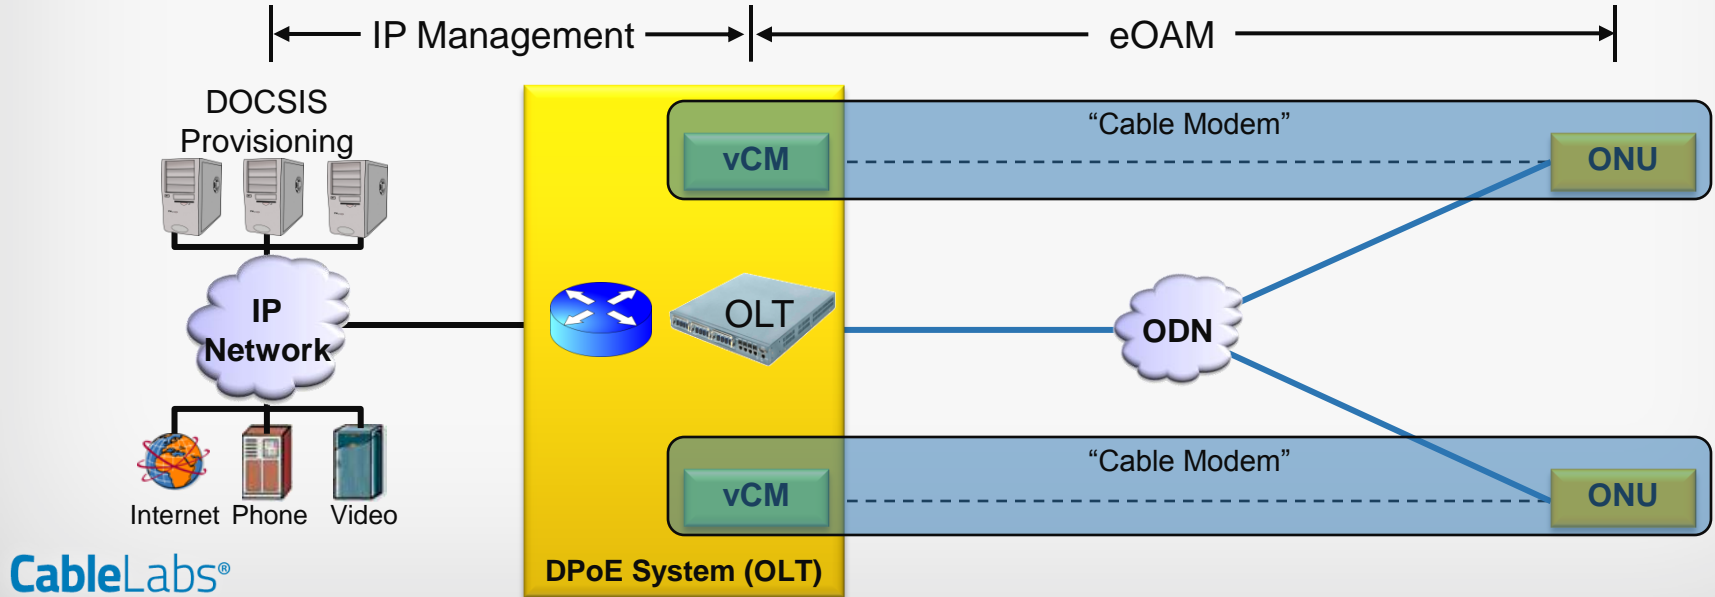 IP Management
eOAM
DOCSIS
Provisioning
“Cable Modem”
vCM
ONU
IP
Network
OLT
ODN
“Cable Modem”
vCM
ONU
Internet Phone Video
DPoE System (OLT)
CableLabs®